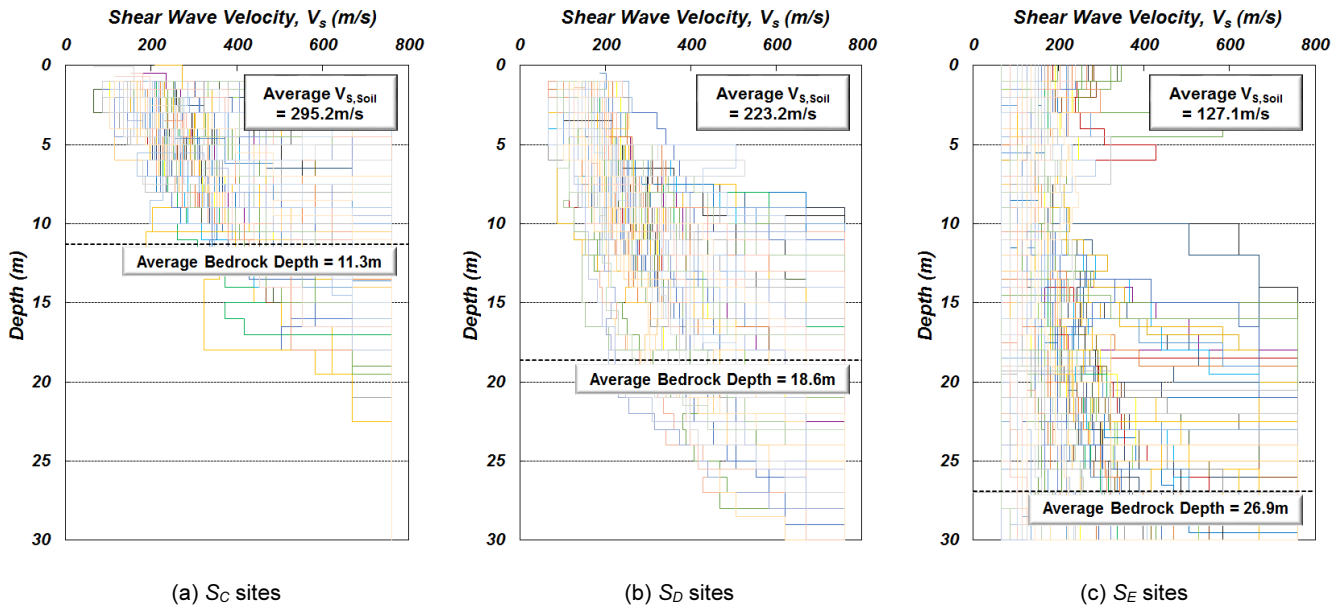 Shear Wave Velocity, Vs (m/s)
0 200 400 600 800
0
5
10
15
20
25
30
Depth (m)
Average VS,Soil
= 295.2m/s
Average Bedrock Depth = 11.3m
(a) SC sites
Shear Wave Velocity, Vs (m/s)
0 200 400 600 800
0
5
10
15
20
25
30
Depth (m)
Average VS,Soil
= 223.2m/s
Average Bedrock Depth = 18.6m
(b) SD sites
Shear Wave Velocity, Vs (m/s)
0 200 400 600 800
0
5
10
15
20
25
30
Depth (m)
Average VS,Soil
= 127.1m/s
Average Bedrock Depth = 26.9m
(c) SE sites